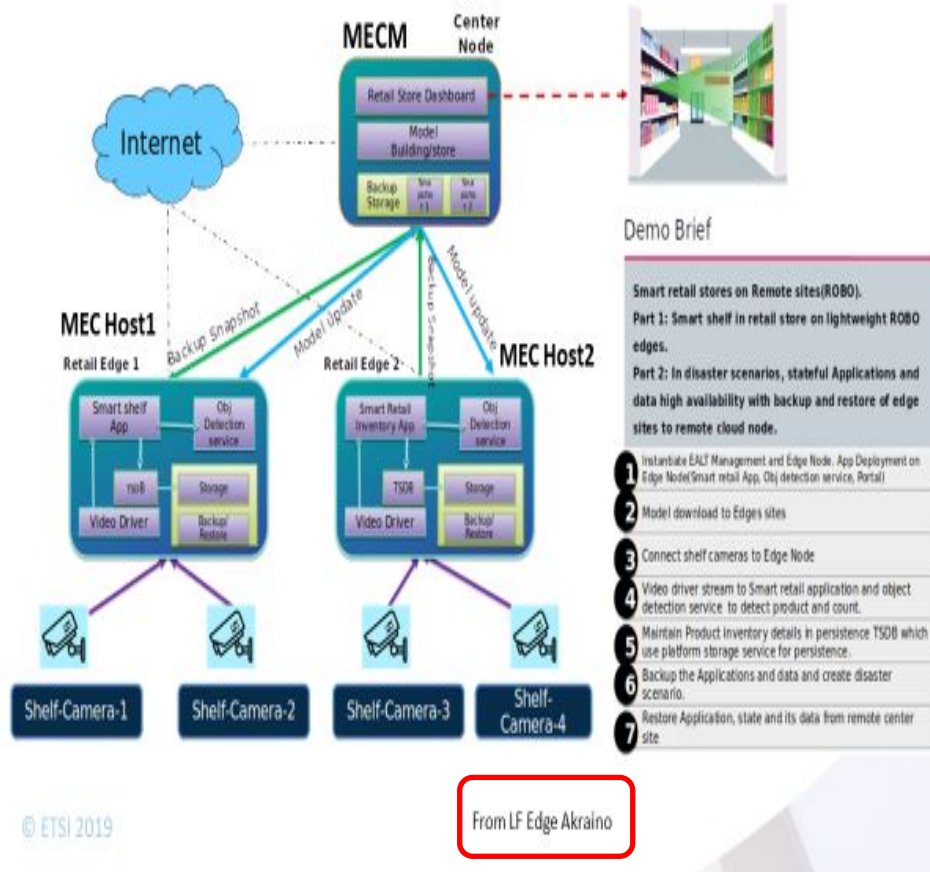 MECM
Center
Node
Retail Store Dashboard
Model
Building/store
Backup
Storage
Internet
Backup Snapshot
Model update
Backup Snapshot
Model update
MEC Host1
Retail Edge 1
Smart shelf
App
Obj
Detection
service
TSDB
Storage
Video Driver
Backup/
Restore
MEC Host2
Retail Edge 2
Smart Retail
Inventory App
Obj
Detection
service
TSDB
Storage
Video Driver
Backup/
Restore
Shelf-Camera-1
Shelf-Camera-2
Shelf-Camera-3
Shelf-
Camera-4
Demo Brief
Smart retail stores on Remote sites(ROBO).
Part 1: Smart shelf in retail store on lightweight ROBO
edges.
Part 2: In disaster scenarios, stateful Applications and
data high availability with backup and restore of edge
sites to remote cloud node.
1 Instantiate EALT Management and Edge Node. App Deployment on
Edge Node(Smart retail App, Obj detection service, Portal)
2 Model download to Edges sites
3 Connect shelf cameras to Edge Node
4 Video driver stream to Smart retail application and object
detection service to detect product and count.
5 Maintain Product inventory details in persistence TSDB which
use platform storage service for persistence.
6 Backup the Applications and data and create disaster
scenario.
7 Restore Application, state and its data from remote center
site
© ETSI 2019
From LF Edge Akraino